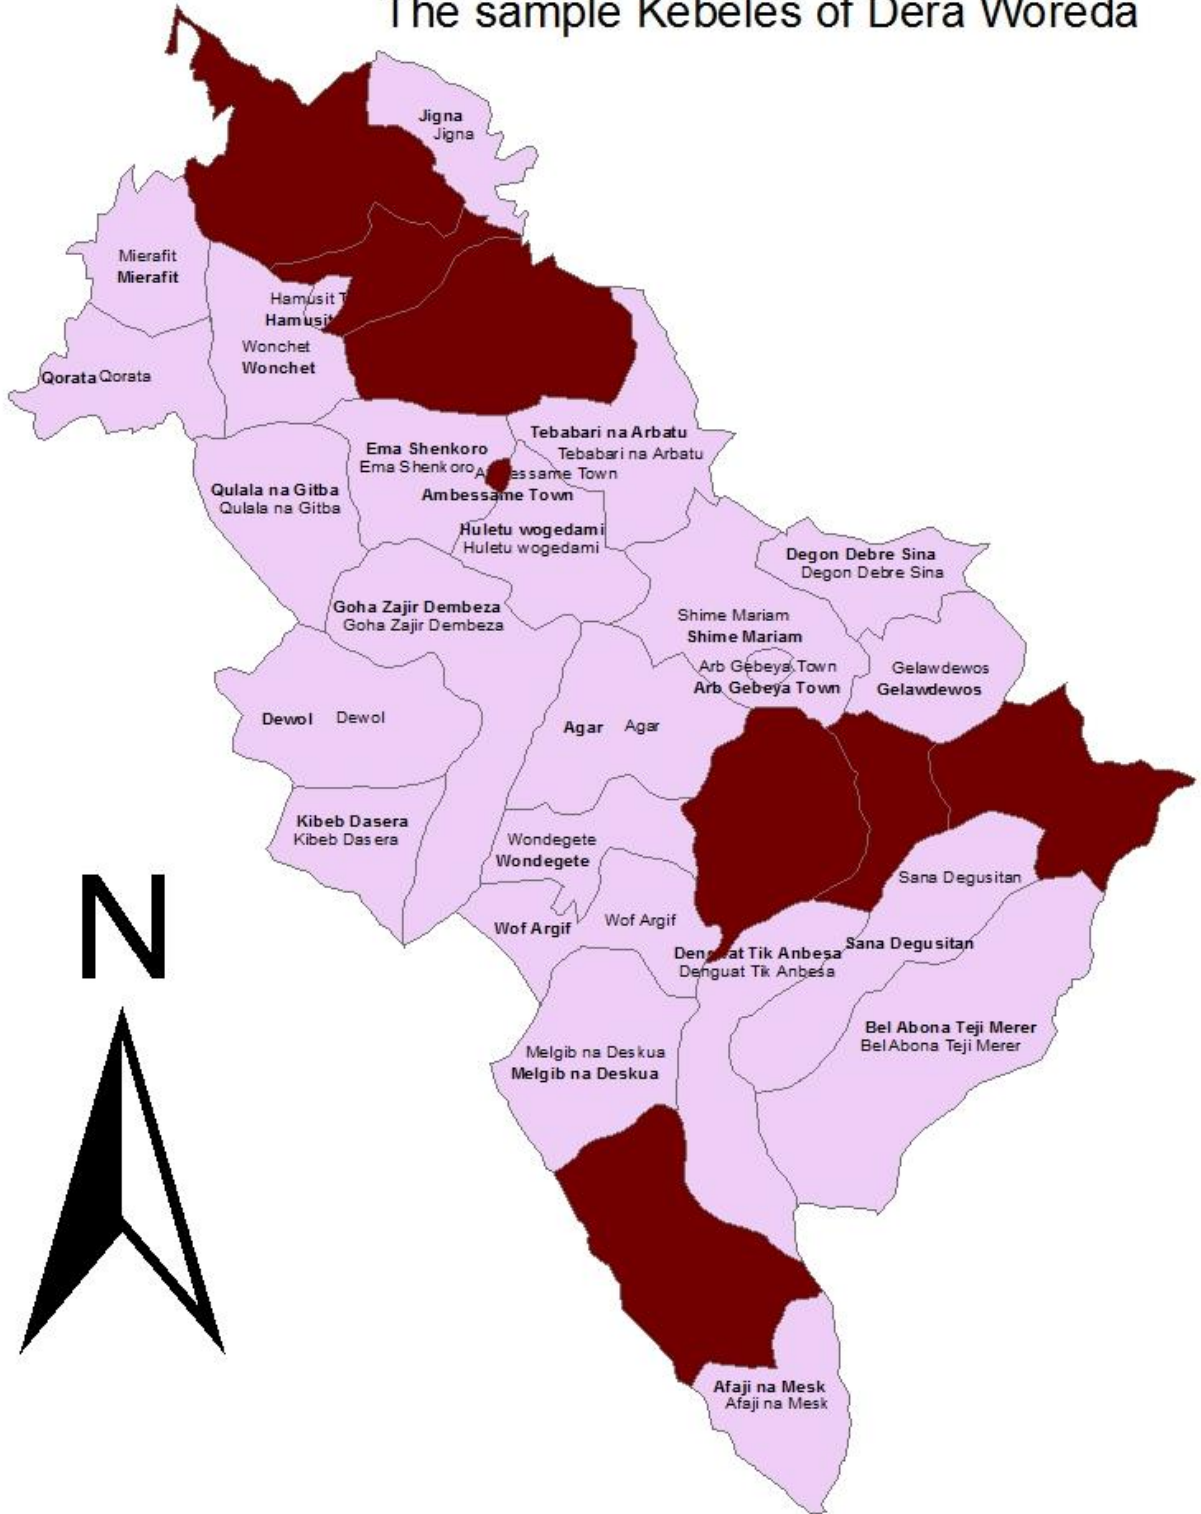 The sample Kebeles of Dera Woreda
Jigna
Jigna
Mierafit
Mierafit
Hamusit T
Hamusit
Wonchet
Wonchet
Qorata Qorata
Tebabari na Arbatu
Tebabari na Arbatu
Ema Shenkoro
Ema Shenkoro
Town
Ambessame Town
Qulala na Gitba
Qulala na Gitba
Huletu wogedami
Huletu wogedami
Degon Debre Sina
Degon Debre Sina
Goha Zajir Dembeza
Goha Zajir Dembeza
Shime Mariam
Shime Mariam
Arb Gebeya Town
Arb Gebeya Town
Gelawdewos
Gelawdewos
Dewol Dewol
Agar Agar
Kibeb Dasera
Kibeb Dasera
Wondegete
Wondegete
Sana Degusitan
Wof Argif
Wof Argif
Sana Degusitan
Tik Anbesa
Denguat Tik Anbesa
N
Bel Abona Teji Merer
Bel Abona Teji Merer
Melgib na Deskua
Melgib na Deskua
Afaji na Mesk
Afaji na Mesk